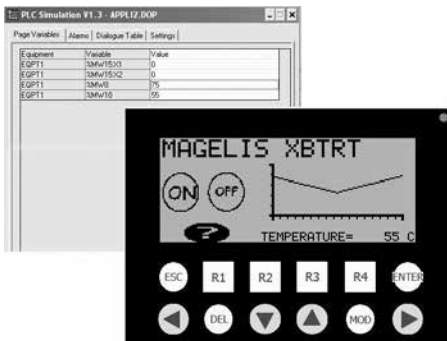 PLC Simulation V1.3 - APPLI2.DOP
Page Variables Alarms Dialogue Table Settings
Equipment Variable Value
EQPT1 %MW15X1 0
EQPT1 %MW15X2 0
EQPT1 %MW8 75
EQPT1 %MW10 55
MAGELIS XBTRT
ON OFF
?
TEMPERATURE= 55 C
ESC R1 R2 R3 R4 ENTER
DEL MOD